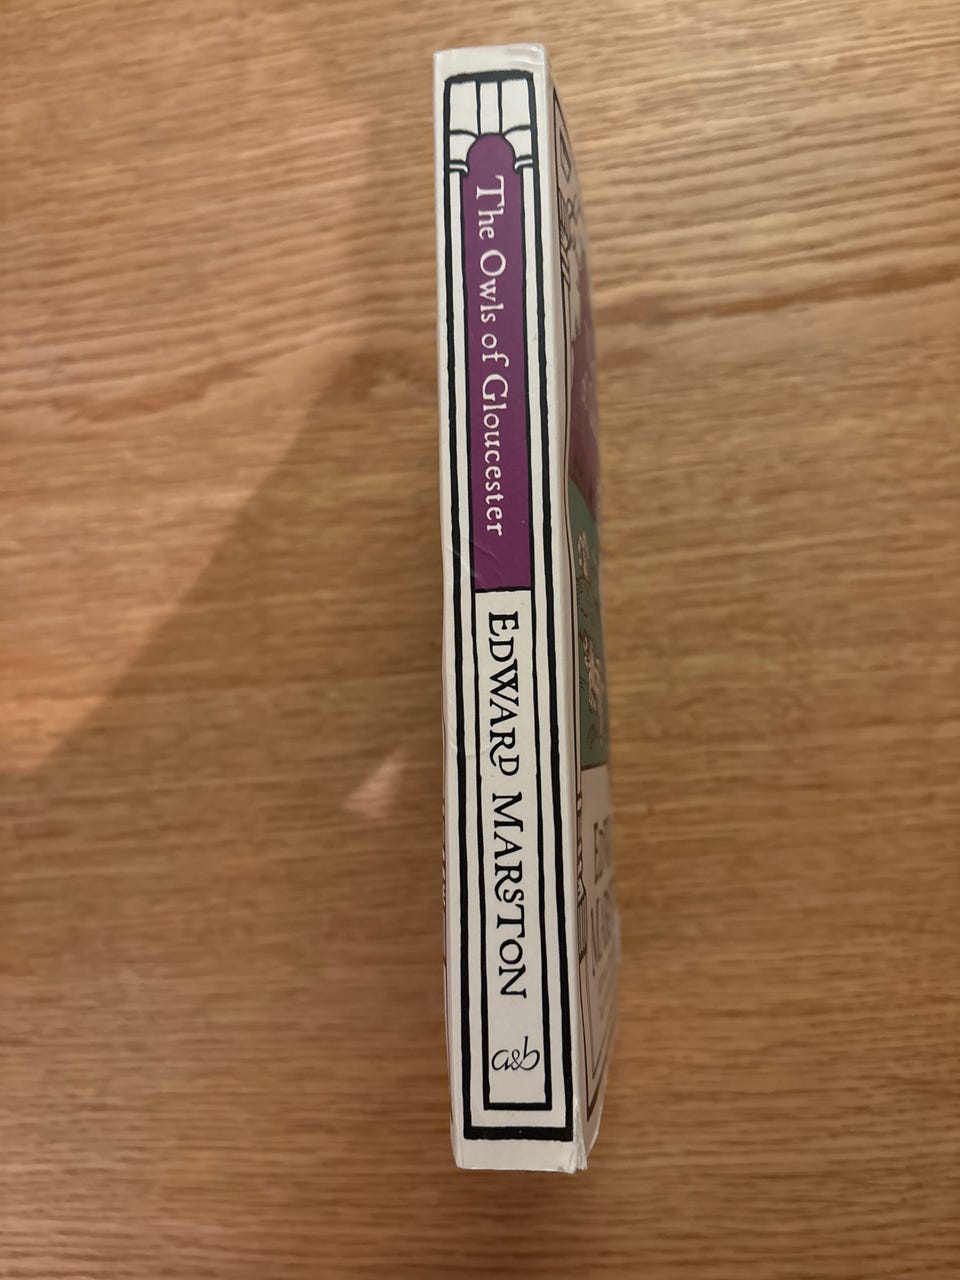 The Owls of Gloucester
EDWARD MARSTON
a&b